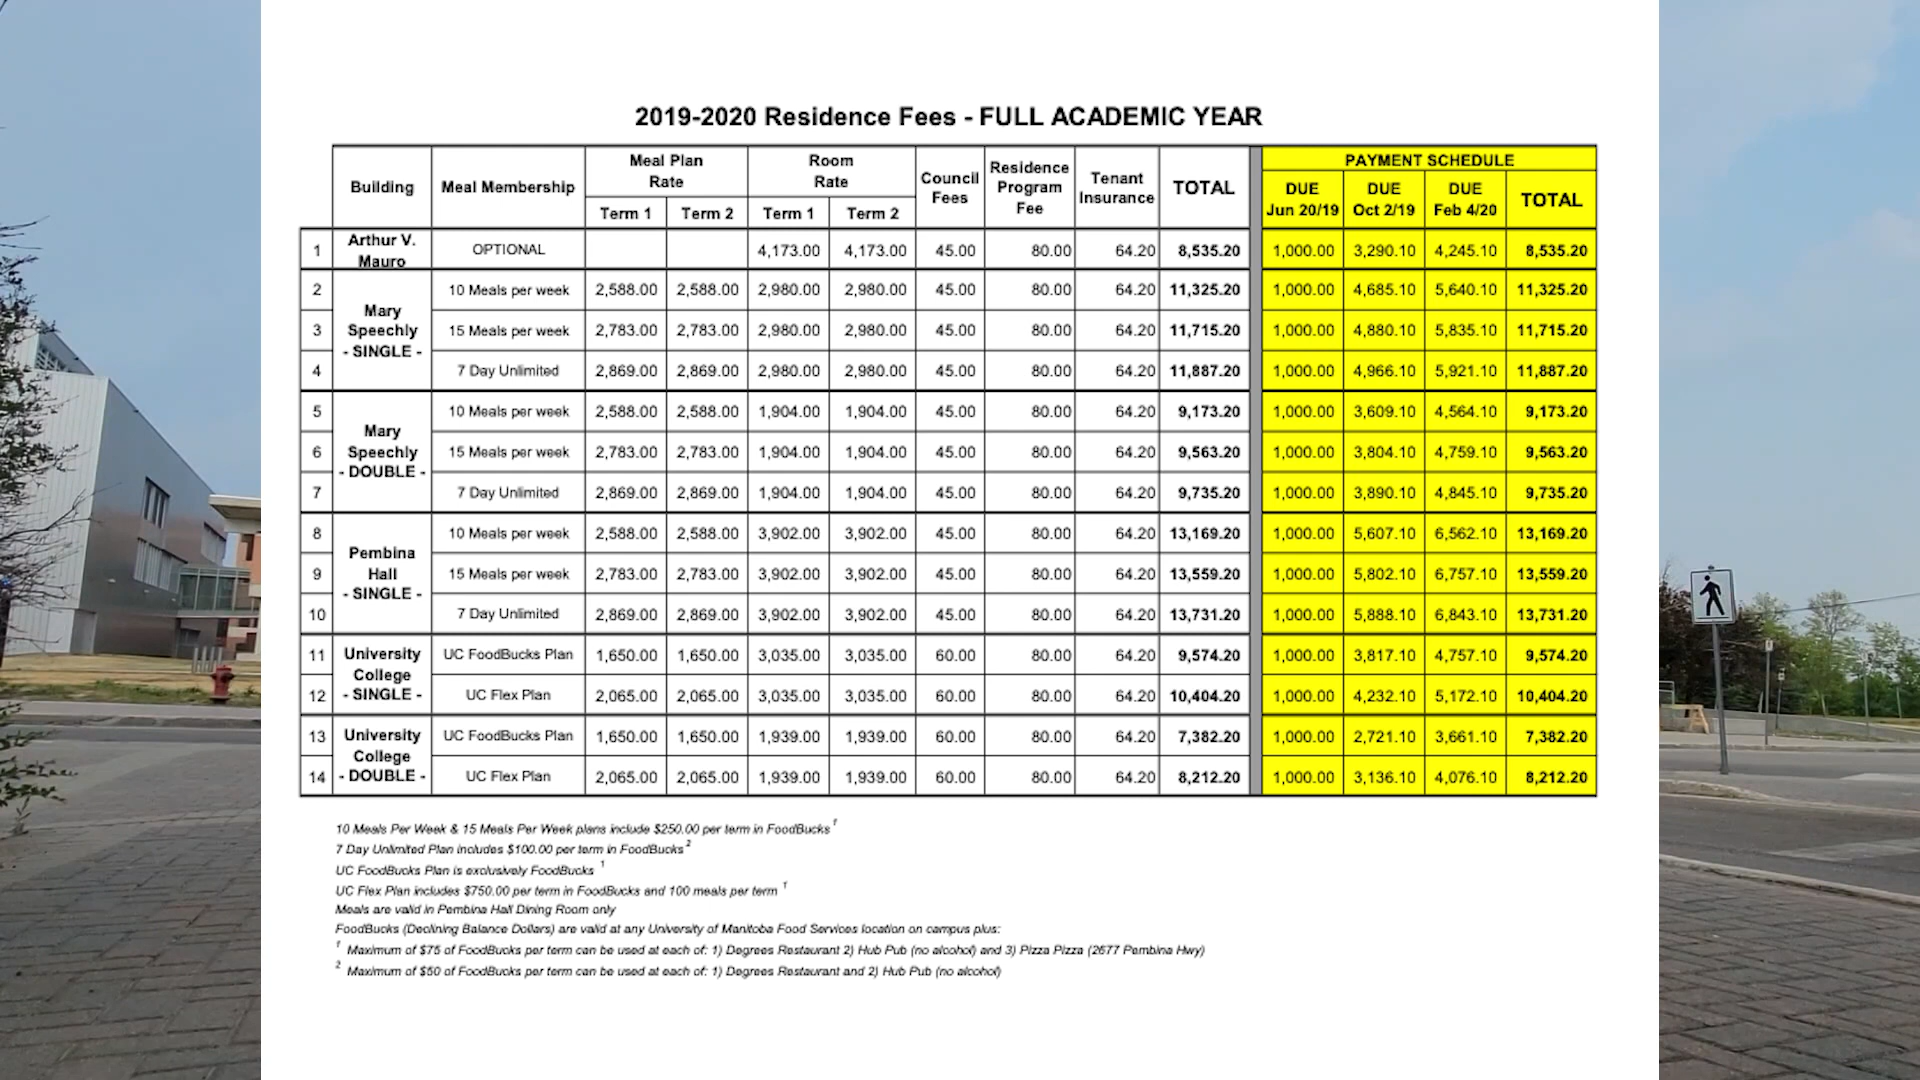 2019-2020 Residence Fees - FULL ACADEMIC YEAR
Building Meal Membership Meal Plan Rate Room Rate Council Fees Residence Program Fee Tenant Insurance TOTAL PAYMENT SCHEDULE
Term 1 Term 2 Term 1 Term 2 DUE Jun 20/19 DUE Oct 2/19 DUE Feb 4/20 TOTAL
1 Arthur V. Mauro OPTIONAL 4,173.00 4,173.00 45.00 80.00 64.20 8,535.20 1,000.00 3,290.10 4,245.10 8,535.20
Mary Speechly - SINGLE -
2 10 Meals per week 2,588.00 2,588.00 2,980.00 2,980.00 45.00 80.00 64.20 11,325.20 1,000.00 4,685.10 5,640.10 11,325.20
3 15 Meals per week 2,783.00 2,783.00 2,980.00 2,980.00 45.00 80.00 64.20 11,715.20 1,000.00 4,880.10 5,835.10 11,715.20
4 7 Day Unlimited 2,869.00 2,869.00 2,980.00 2,980.00 45.00 80.00 64.20 11,887.20 1,000.00 4,966.10 5,921.10 11,887.20
Mary Speechly - DOUBLE -
5 10 Meals per week 2,588.00 2,588.00 1,904.00 1,904.00 45.00 80.00 64.20 9,173.20 1,000.00 3,609.10 4,564.10 9,173.20
6 15 Meals per week 2,783.00 2,783.00 1,904.00 1,904.00 45.00 80.00 64.20 9,563.20 1,000.00 3,804.10 4,759.10 9,563.20
7 7 Day Unlimited 2,869.00 2,869.00 1,904.00 1,904.00 45.00 80.00 64.20 9,735.20 1,000.00 3,890.10 4,845.10 9,735.20
Pembina Hall - SINGLE -
8 10 Meals per week 2,588.00 2,588.00 3,902.00 3,902.00 45.00 80.00 64.20 13,169.20 1,000.00 5,607.10 6,562.10 13,169.20
9 15 Meals per week 2,783.00 2,783.00 3,902.00 3,902.00 45.00 80.00 64.20 13,559.20 1,000.00 5,802.10 6,757.10 13,559.20
10 7 Day Unlimited 2,869.00 2,869.00 3,902.00 3,902.00 45.00 80.00 64.20 13,731.20 1,000.00 5,888.10 6,843.10 13,731.20
University College - SINGLE -
11 UC FoodBucks Plan 1,650.00 1,650.00 3,035.00 3,035.00 60.00 80.00 64.20 9,574.20 1,000.00 3,817.10 4,757.10 9,574.20
12 UC Flex Plan 2,065.00 2,065.00 3,035.00 3,035.00 60.00 80.00 64.20 10,404.20 1,000.00 4,232.10 5,172.10 10,404.20
University College - DOUBLE -
13 UC FoodBucks Plan 1,650.00 1,650.00 1,939.00 1,939.00 60.00 80.00 64.20 7,382.20 1,000.00 2,721.10 3,661.10 7,382.20
14 UC Flex Plan 2,065.00 2,065.00 1,939.00 1,939.00 60.00 80.00 64.20 8,212.20 1,000.00 3,136.10 4,076.10 8,212.20
10 Meals Per Week & 15 Meals Per Week plans include $250.00 per term in FoodBucks 1
7 Day Unlimited Plan includes $100.00 per term in FoodBucks 2
UC FoodBucks Plan is exclusively FoodBucks 1
UC Flex Plan includes $750.00 per term in FoodBucks and 100 meals per term 1
Meals are valid in Pembina Hall Dining Room only
FoodBucks (Declining Balance Dollars) are valid at any University of Manitoba Food Services location on campus plus:
1 Maximum of $75 of FoodBucks per term can be used at each of: 1) Degrees Restaurant 2) Hub Pub (no alcohol) and 3) Pizza Pizza (2677 Pembina Hwy)
2 Maximum of $50 of FoodBucks per term can be used at each of: 1) Degrees Restaurant and 2) Hub Pub (no alcohol)